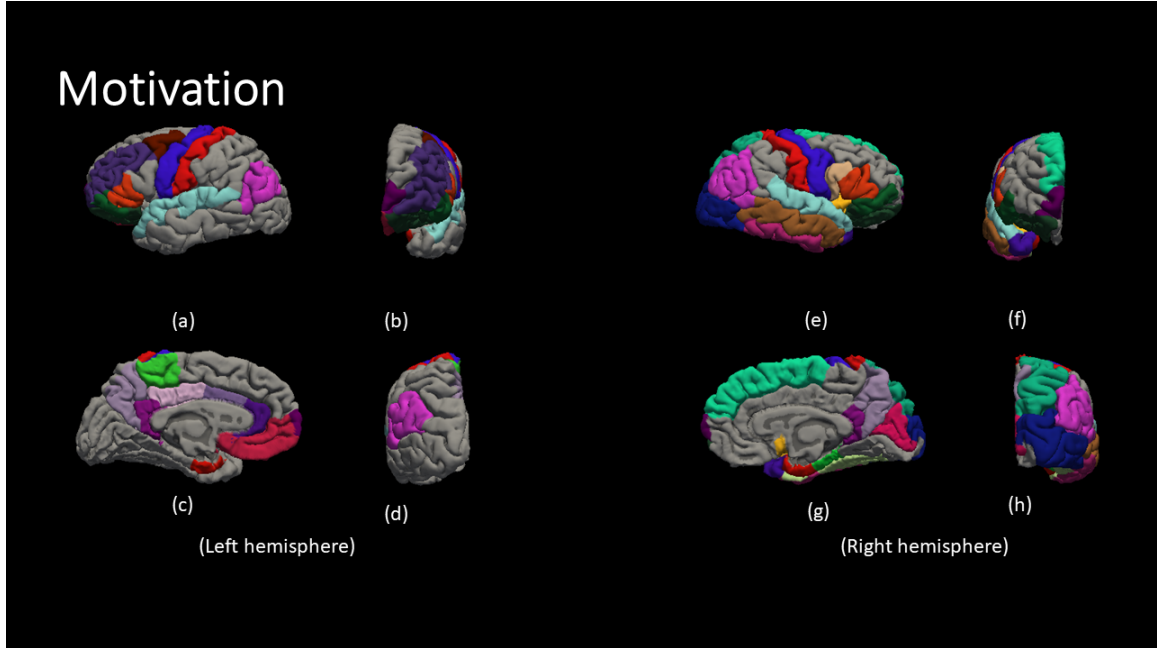 Motivation
(a)
(b)
(e)
(f)
(c)
(d)
(g)
(h)
(Left hemisphere)
(Right hemisphere)